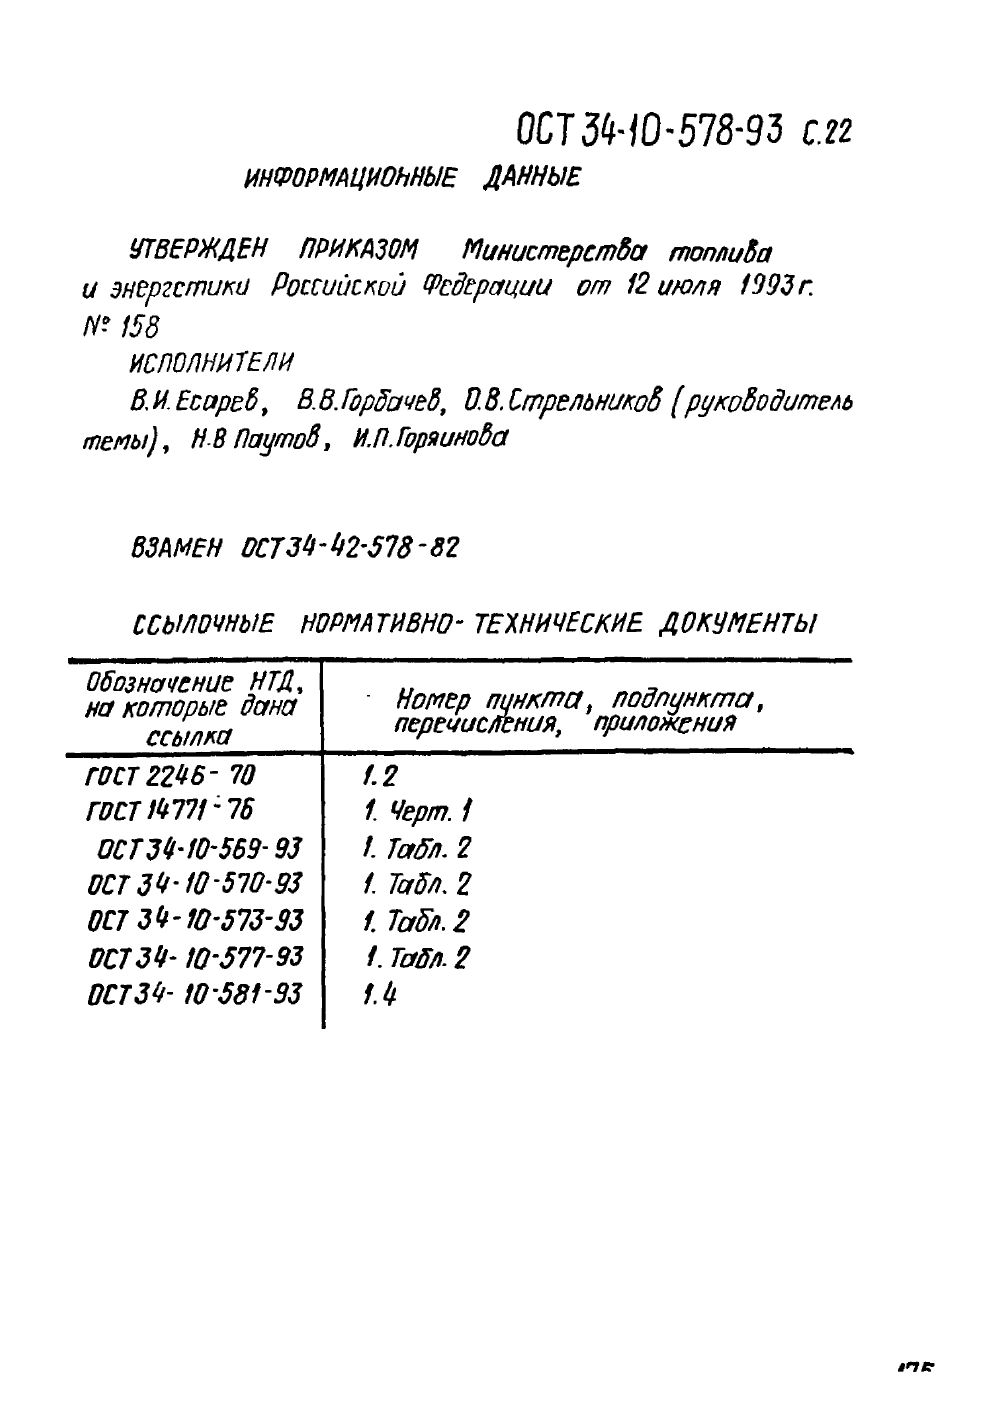 ОСТ 34-10-578-93 С.22
ИНФОРМАЦИОННЫЕ ДАННЫЕ
УТВЕРЖДЕН ПРИКАЗОМ Министерства топлива
и энергетики Российской Федерации от 12 июля 1993 г.
№ 158
ИСПОЛНИТЕЛИ
В.И. Есарев, В.В. Горбачев, О.В. Стрельников (руководитель
темы), Н.В Паутов, И.П. Горяинова
ВЗАМЕН ОСТ 34-42-578-82
ССЫЛОЧНЫЕ НОРМАТИВНО-ТЕХНИЧЕСКИЕ ДОКУМЕНТЫ
Обозначение НТД,
на которые дана
ссылка
Номер пункта, подпункта,
перечисления, приложения
ГОСТ 2246-70 1.2
ГОСТ 14771-76 1. Черт. 1
ОСТ 34-10-569-93 1. Табл. 2
ОСТ 34-10-570-93 1. Табл. 2
ОСТ 34-10-573-93 1. Табл. 2
ОСТ 34-10-577-93 1. Табл. 2
ОСТ 34-10-581-93 1.4